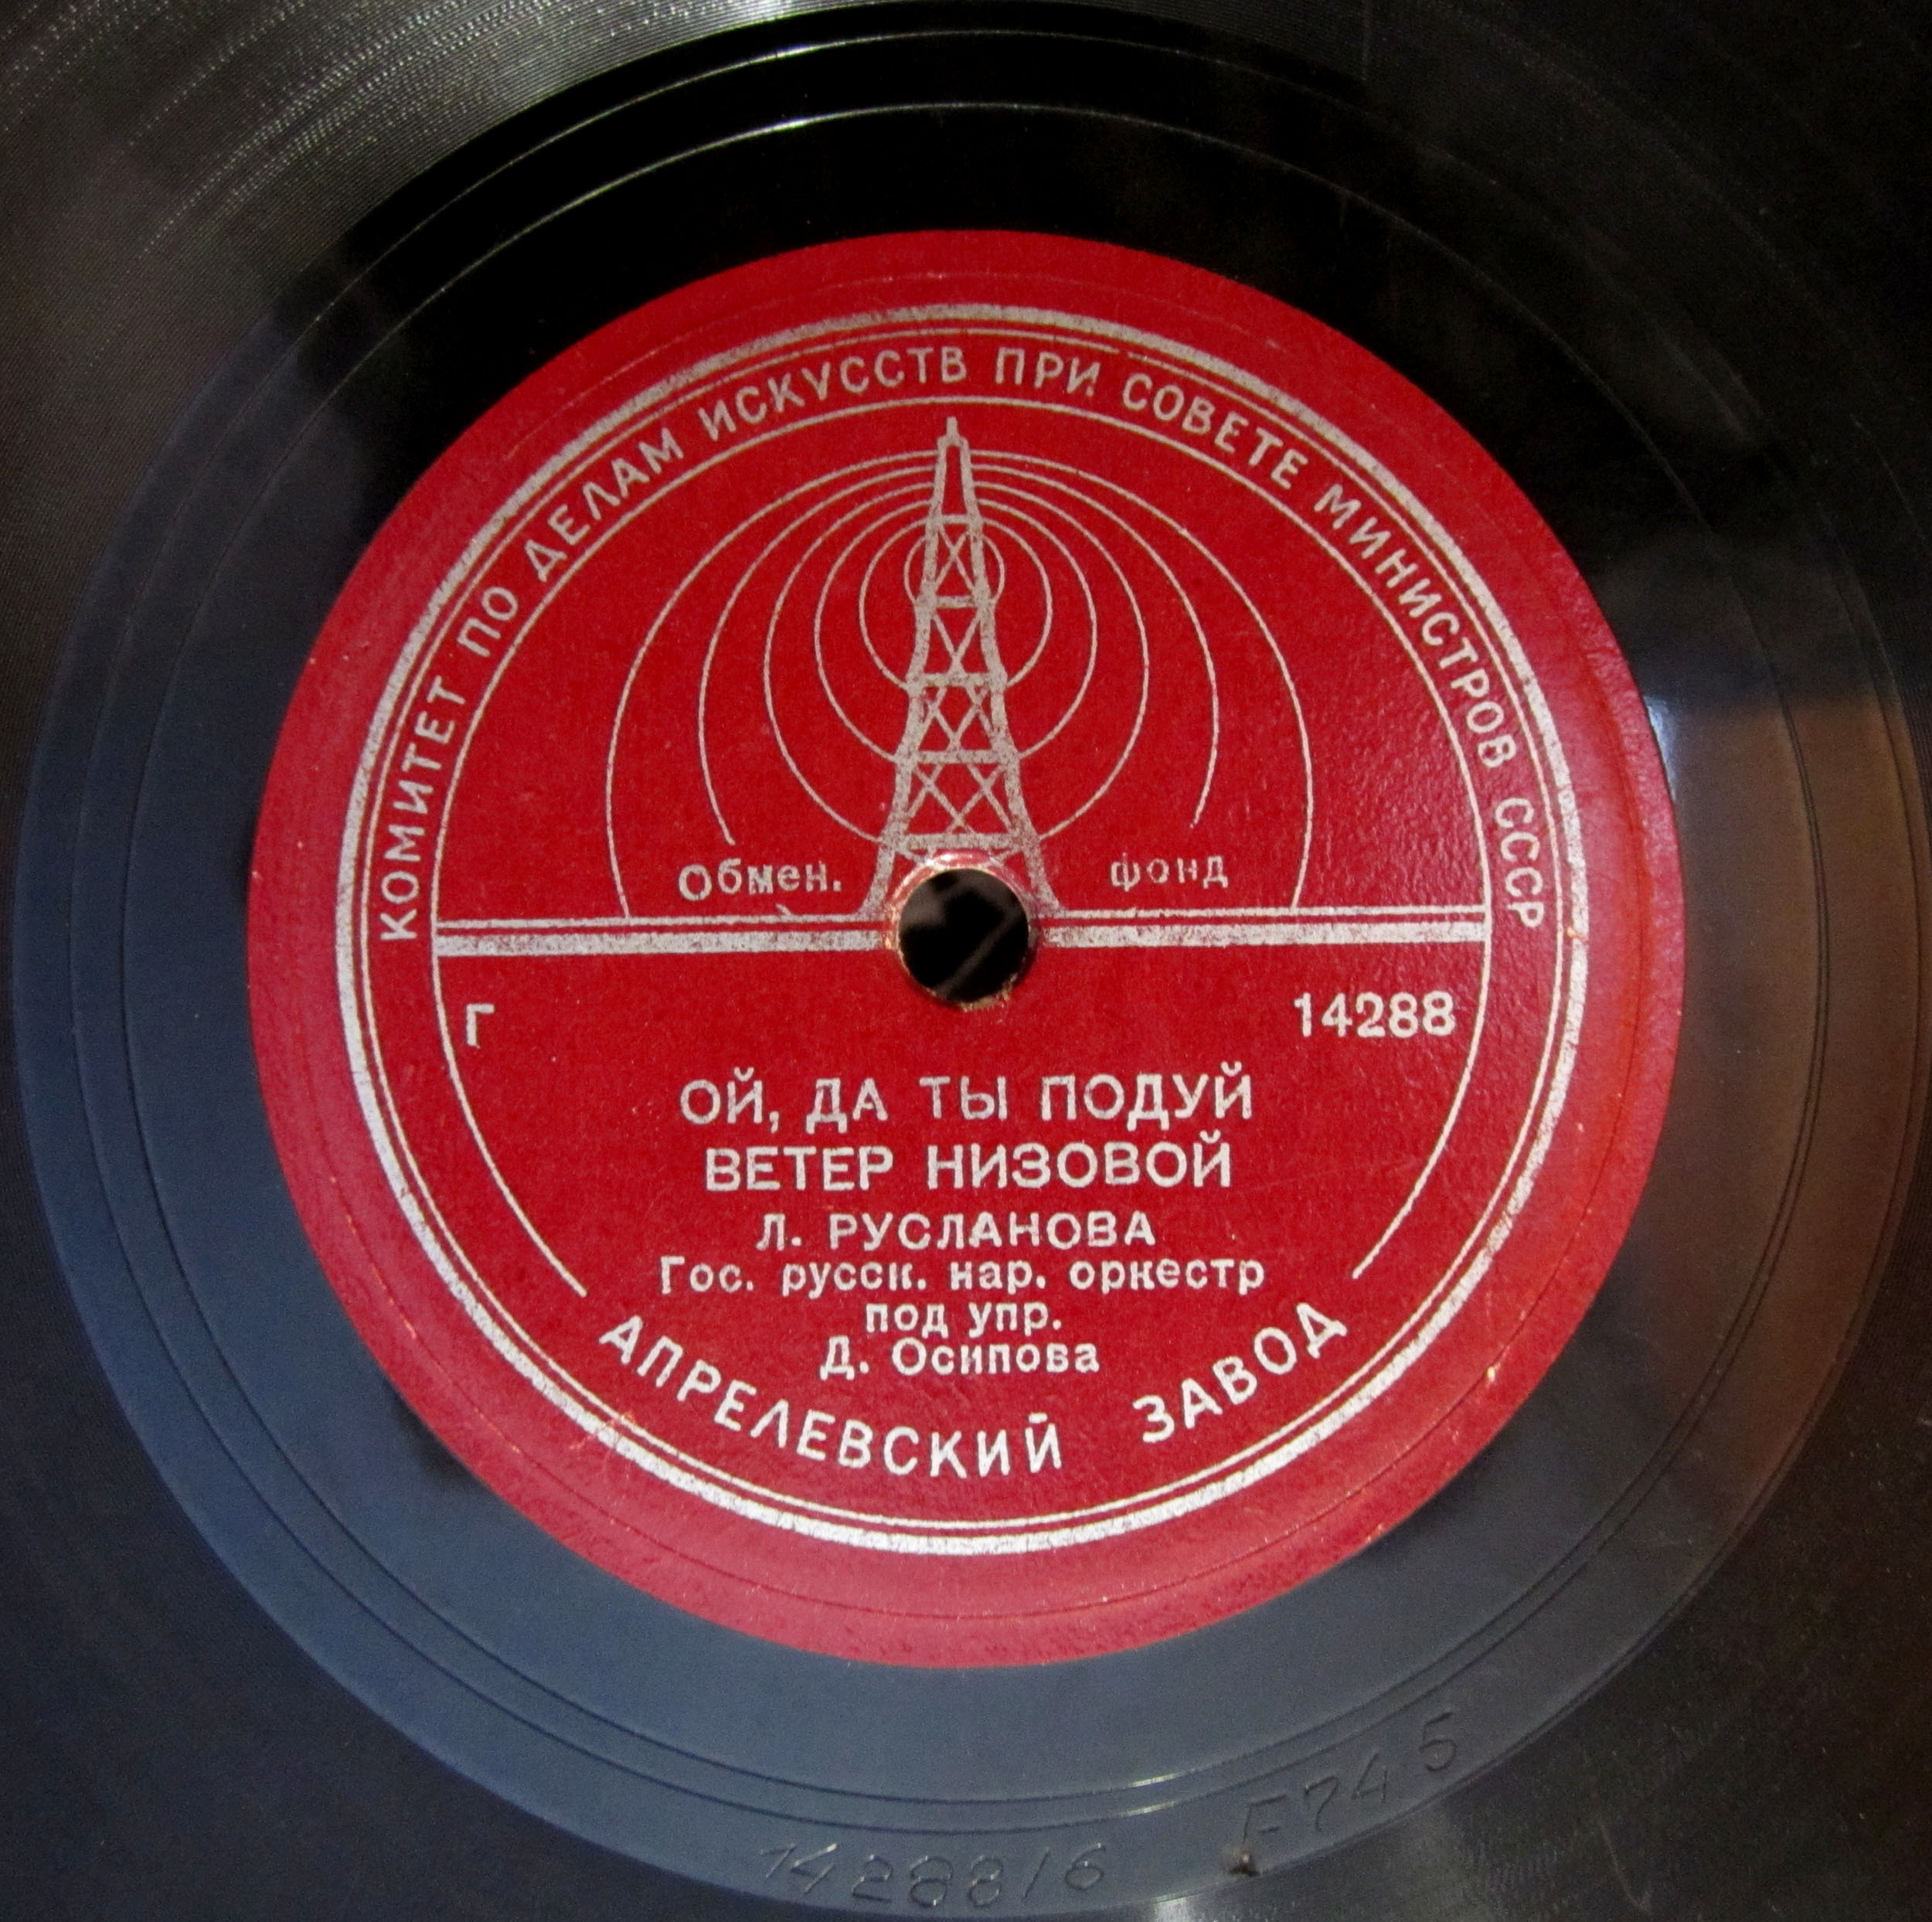 КОМИТЕТ ПО ДЕЛАМ ИСКУССТВ ПРИ СОВЕТЕ МИНИСТРОВ СССР
Обмен. фонд
Г 14288
ОЙ, ДА ТЫ ПОДУЙ
ВЕТЕР НИЗОВОЙ
Л. РУСЛАНОВА
Гос. русск. нар. оркестр
под упр.
Д. Осипова
АПРЕЛЕВСКИЙ ЗАВОД
14288/6 Г745